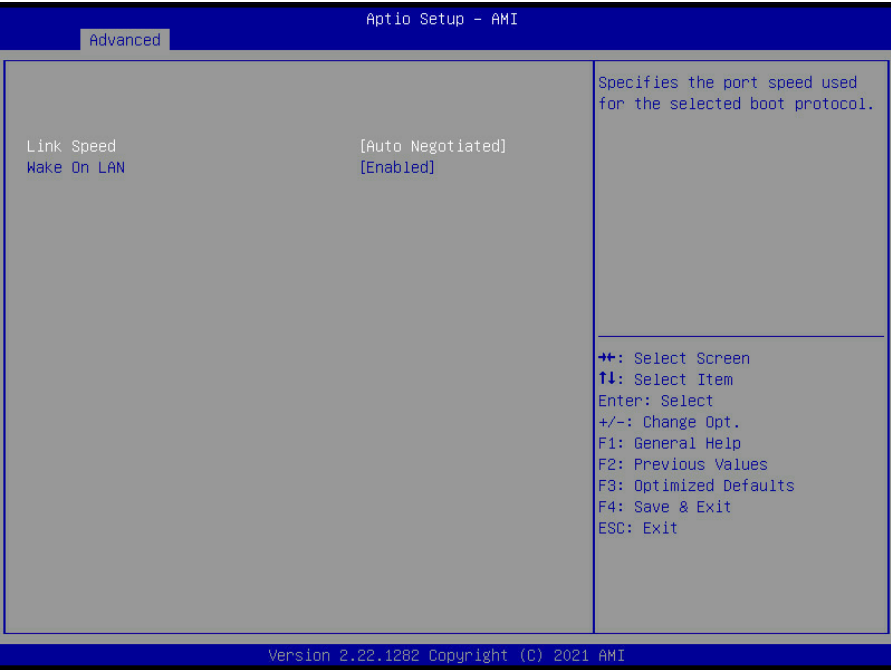 Aptio Setup – AMI
Advanced
Link Speed [Auto Negotiated]
Wake On LAN [Enabled]
Specifies the port speed used
for the selected boot protocol.
→←: Select Screen
↑↓: Select Item
Enter: Select
+/-: Change Opt.
F1: General Help
F2: Previous Values
F3: Optimized Defaults
F4: Save & Exit
ESC: Exit
Version 2.22.1282 Copyright (C) 2021 AMI